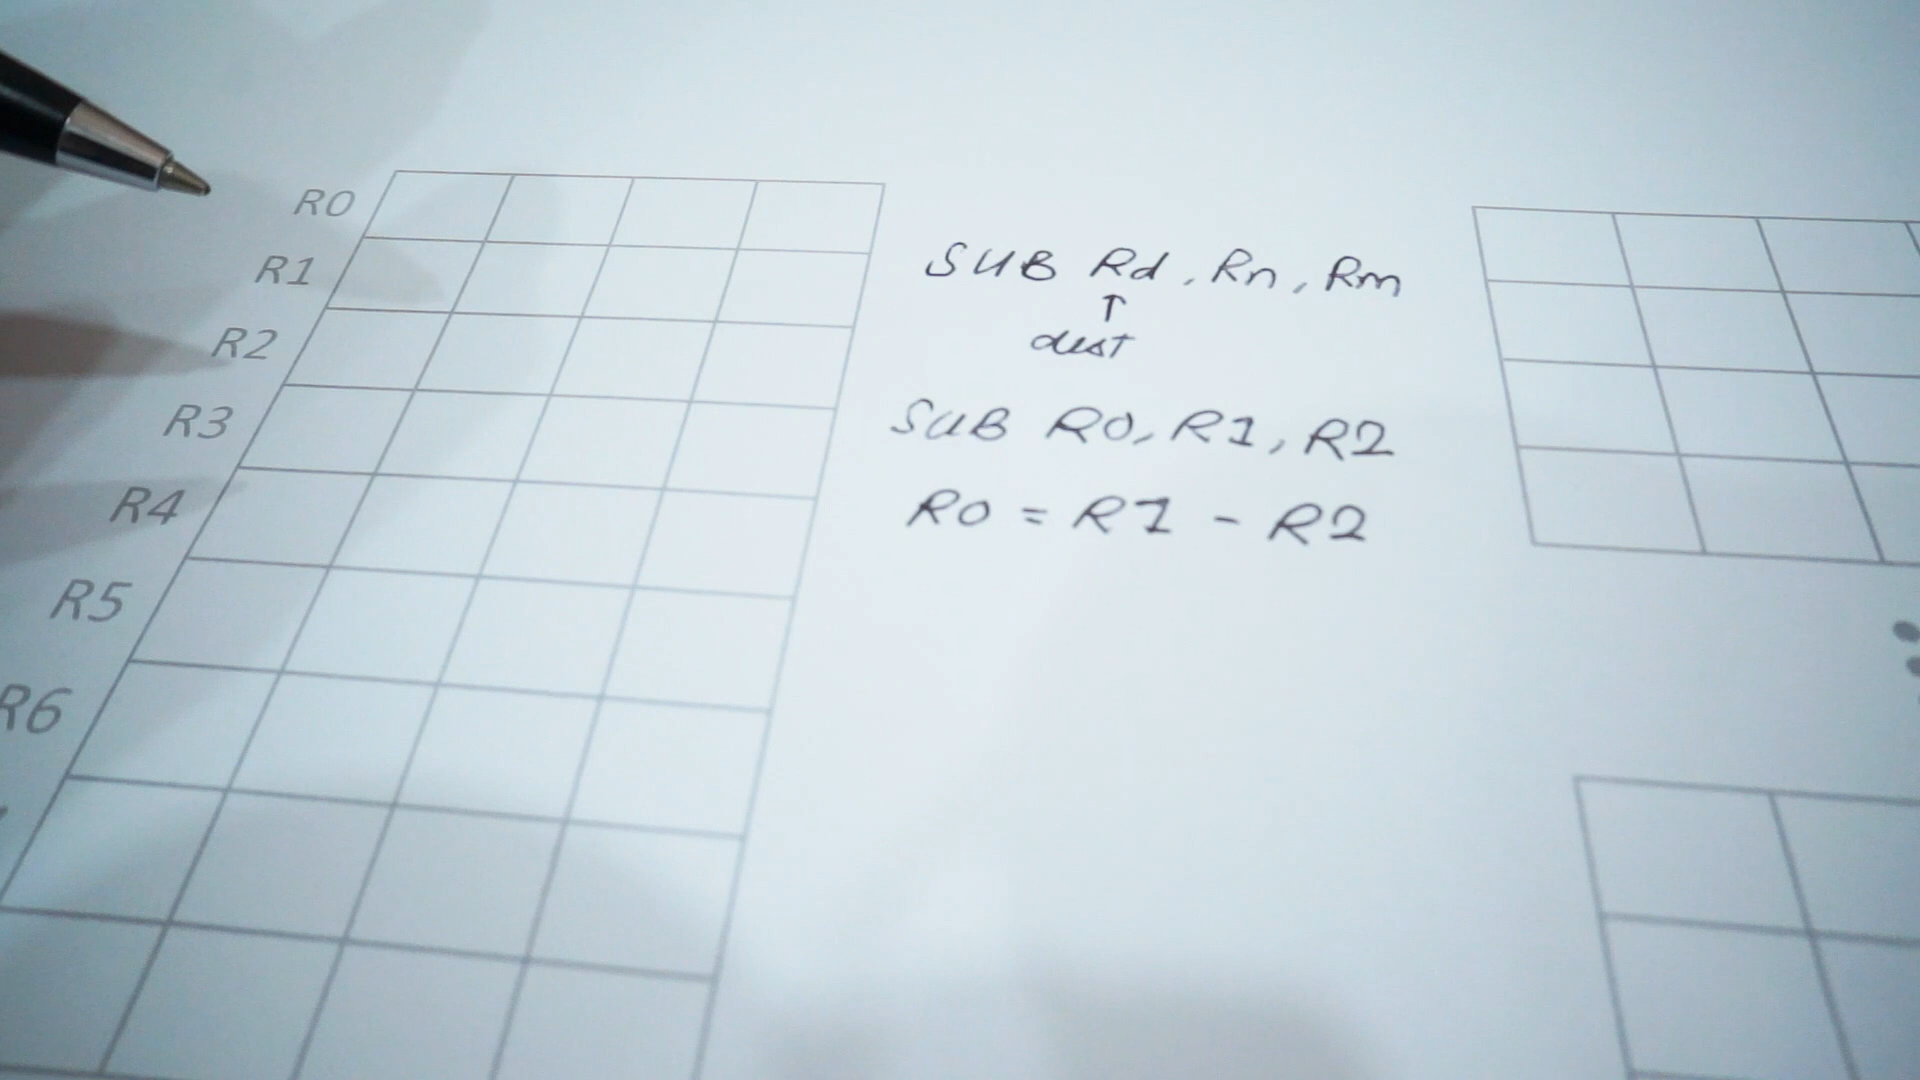 R0
R1
R2
R3
R4
R5
R6
SUB Rd, Rn, Rm
↑
dest
SUB R0, R1, R2
R0 = R1 - R2